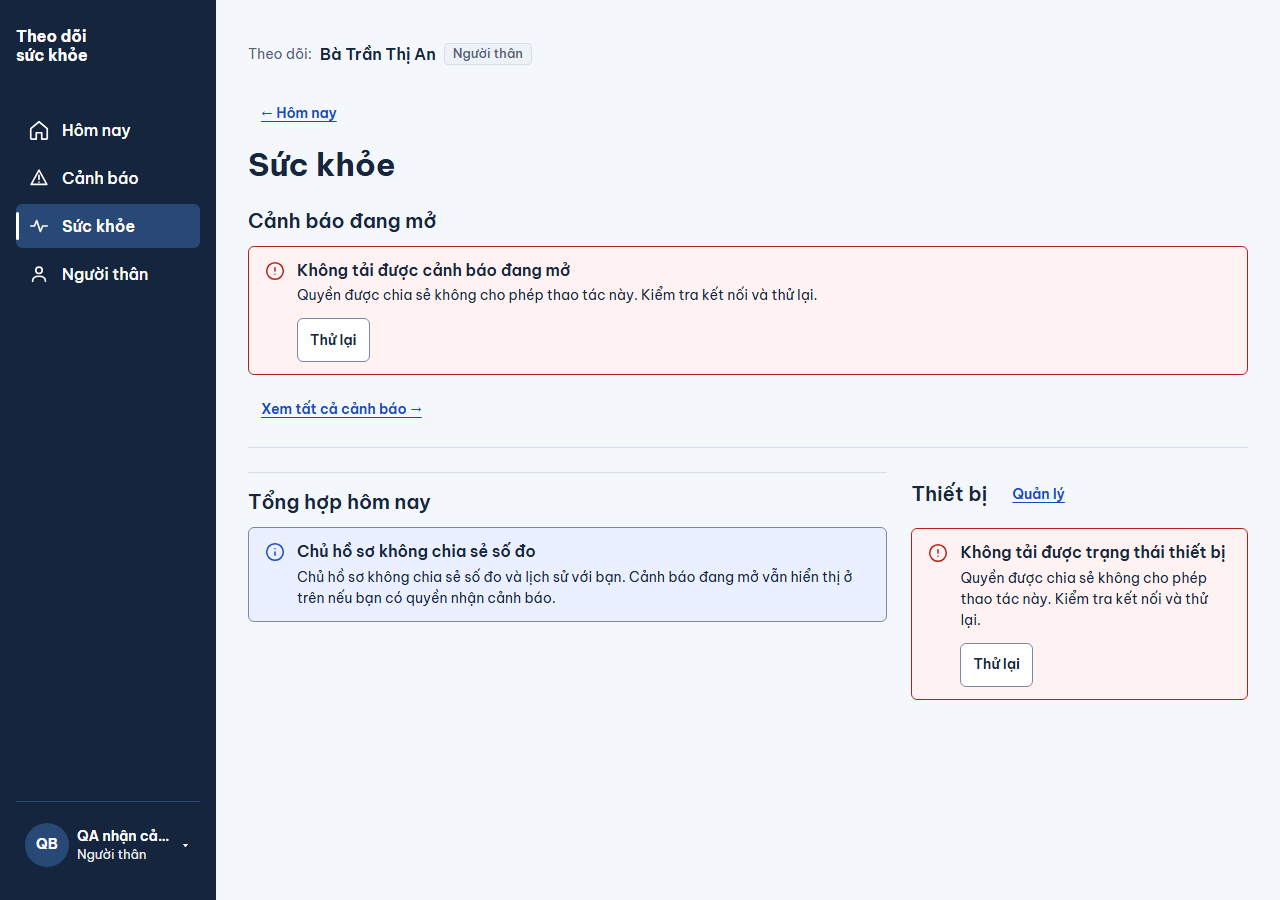 Theo dõi
sức khỏe
Hôm nay
Cảnh báo
Sức khỏe
Người thân
QB
QA nhận cả...
Người thân
Theo dõi: Bà Trần Thị An Người thân
← Hôm nay
Sức khỏe
Cảnh báo đang mở
Không tải được cảnh báo đang mở
Quyền được chia sẻ không cho phép thao tác này. Kiểm tra kết nối và thử lại.
Thử lại
Xem tất cả cảnh báo →
Tổng hợp hôm nay
Chủ hồ sơ không chia sẻ số đo
Chủ hồ sơ không chia sẻ số đo và lịch sử với bạn. Cảnh báo đang mở vẫn hiển thị ở
trên nếu bạn có quyền nhận cảnh báo.
Thiết bị Quản lý
Không tải được trạng thái thiết bị
Quyền được chia sẻ không cho phép
thao tác này. Kiểm tra kết nối và thử
lại.
Thử lại